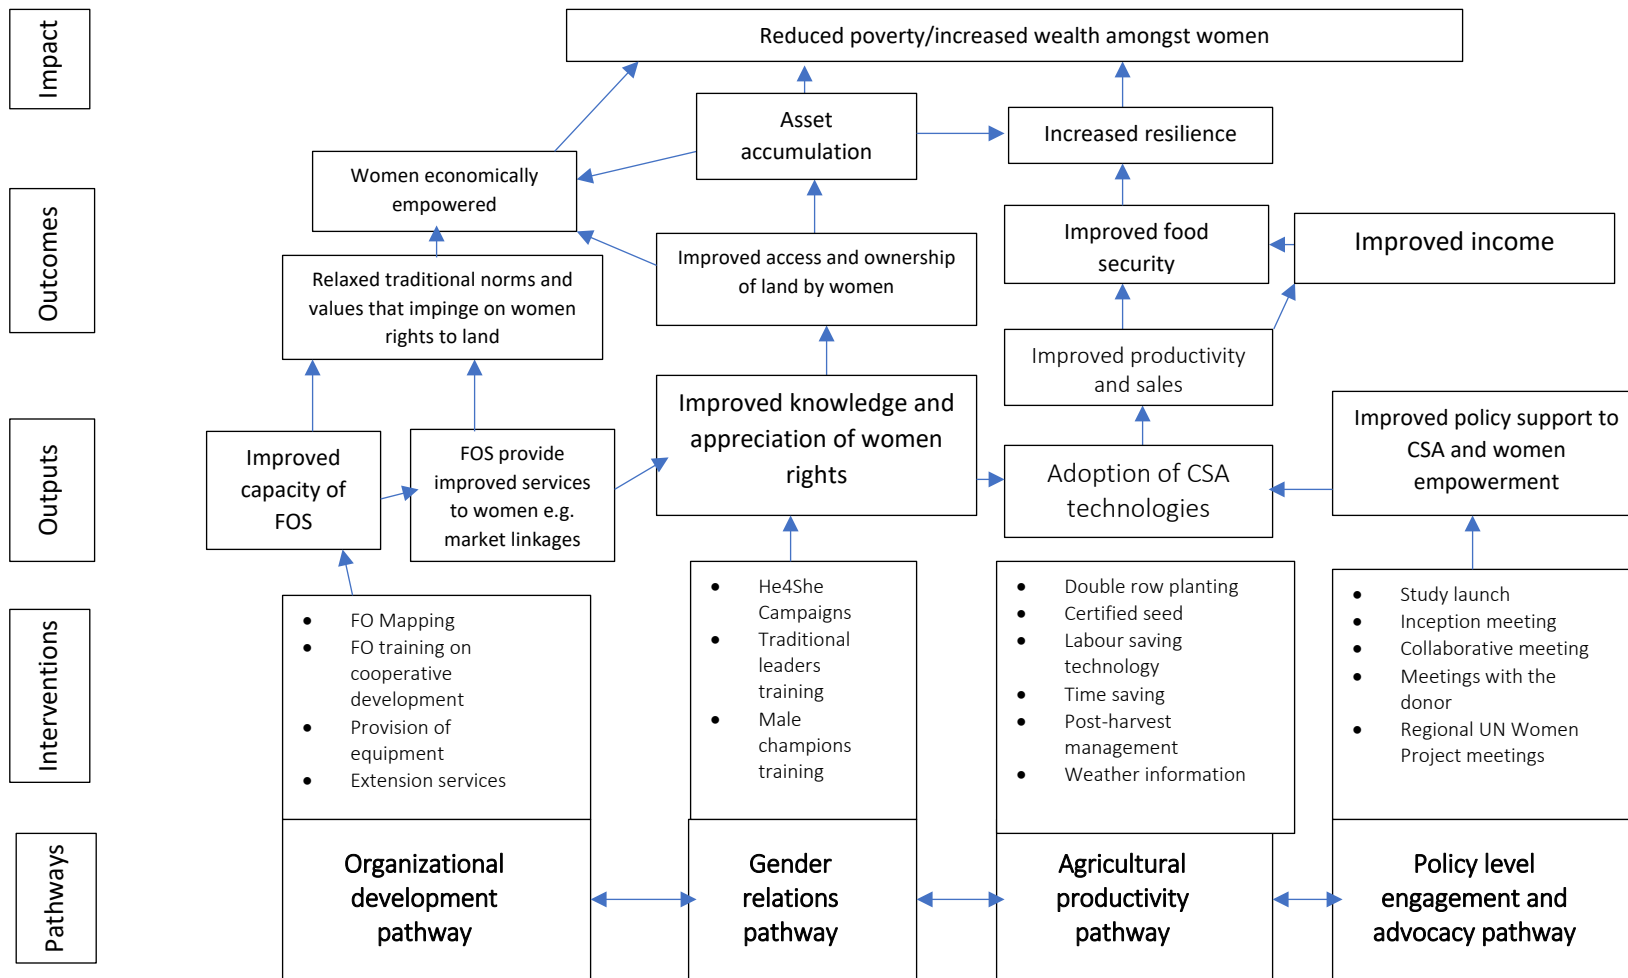 Impact
Reduced poverty/increased wealth amongst women
Asset
accumulation
Increased resilience
Women economically
empowered
Outcomes
Improved food
security
Improved income
Improved access and ownership
of land by women
Relaxed traditional norms and
values that impinge on women
rights to land
Improved productivity
and sales
Outputs
Improved
capacity of
FOS
FOS provide
improved services
to women e.g.
market linkages
Improved knowledge and
appreciation of women
rights
Adoption of CSA
technologies
Improved policy support to
CSA and women
empowerment
Interventions
• FO Mapping
• FO training on
cooperative
development
• Provision of
equipment
• Extension services
• He4She
Campaigns
• Traditional
leaders
training
• Male
champions
training
• Double row planting
• Certified seed
• Labour saving
technology
• Time saving
• Post-harvest
management
• Weather information
• Study launch
• Inception meeting
• Collaborative meeting
• Meetings with the
donor
• Regional UN Women
Project meetings
Pathways
Organizational
development
pathway
Gender
relations
pathway
Agricultural
productivity
pathway
Policy level
engagement and
advocacy pathway